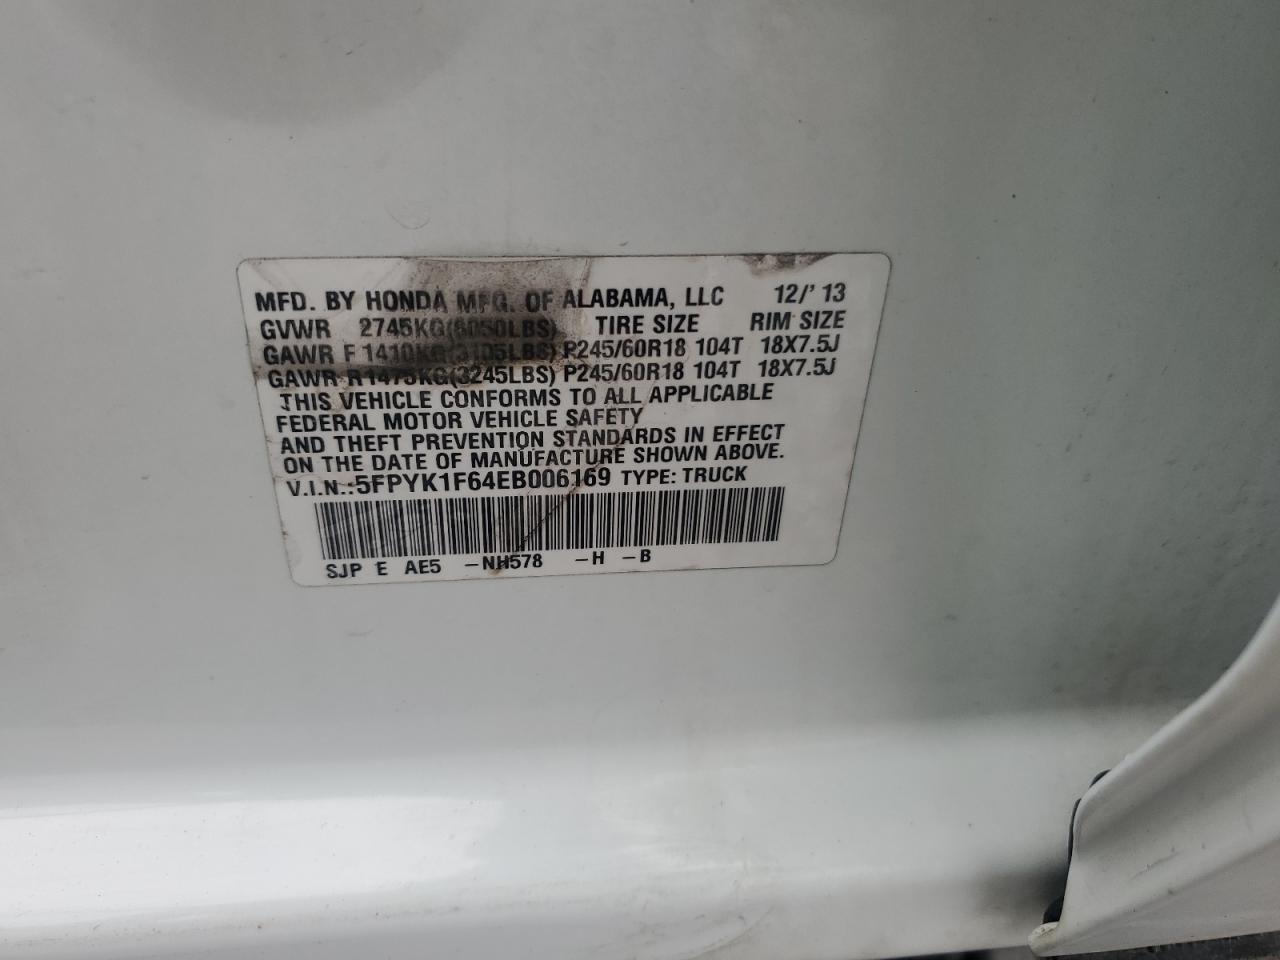 MFD. BY HONDA MFG. OF ALABAMA, LLC 12/'13
GVWR 2745KG(6050LBS) TIRE SIZE RIM SIZE
GAWR F 1410KG(3105LBS) P245/60R18 104T 18X7.5J
GAWR R1475KG(3245LBS) P245/60R18 104T 18X7.5J
THIS VEHICLE CONFORMS TO ALL APPLICABLE
FEDERAL MOTOR VEHICLE SAFETY
AND THEFT PREVENTION STANDARDS IN EFFECT
ON THE DATE OF MANUFACTURE SHOWN ABOVE.
V.I.N.:5FPYK1F64EB006169 TYPE: TRUCK
SJP E AE5 -NH578 -H -B